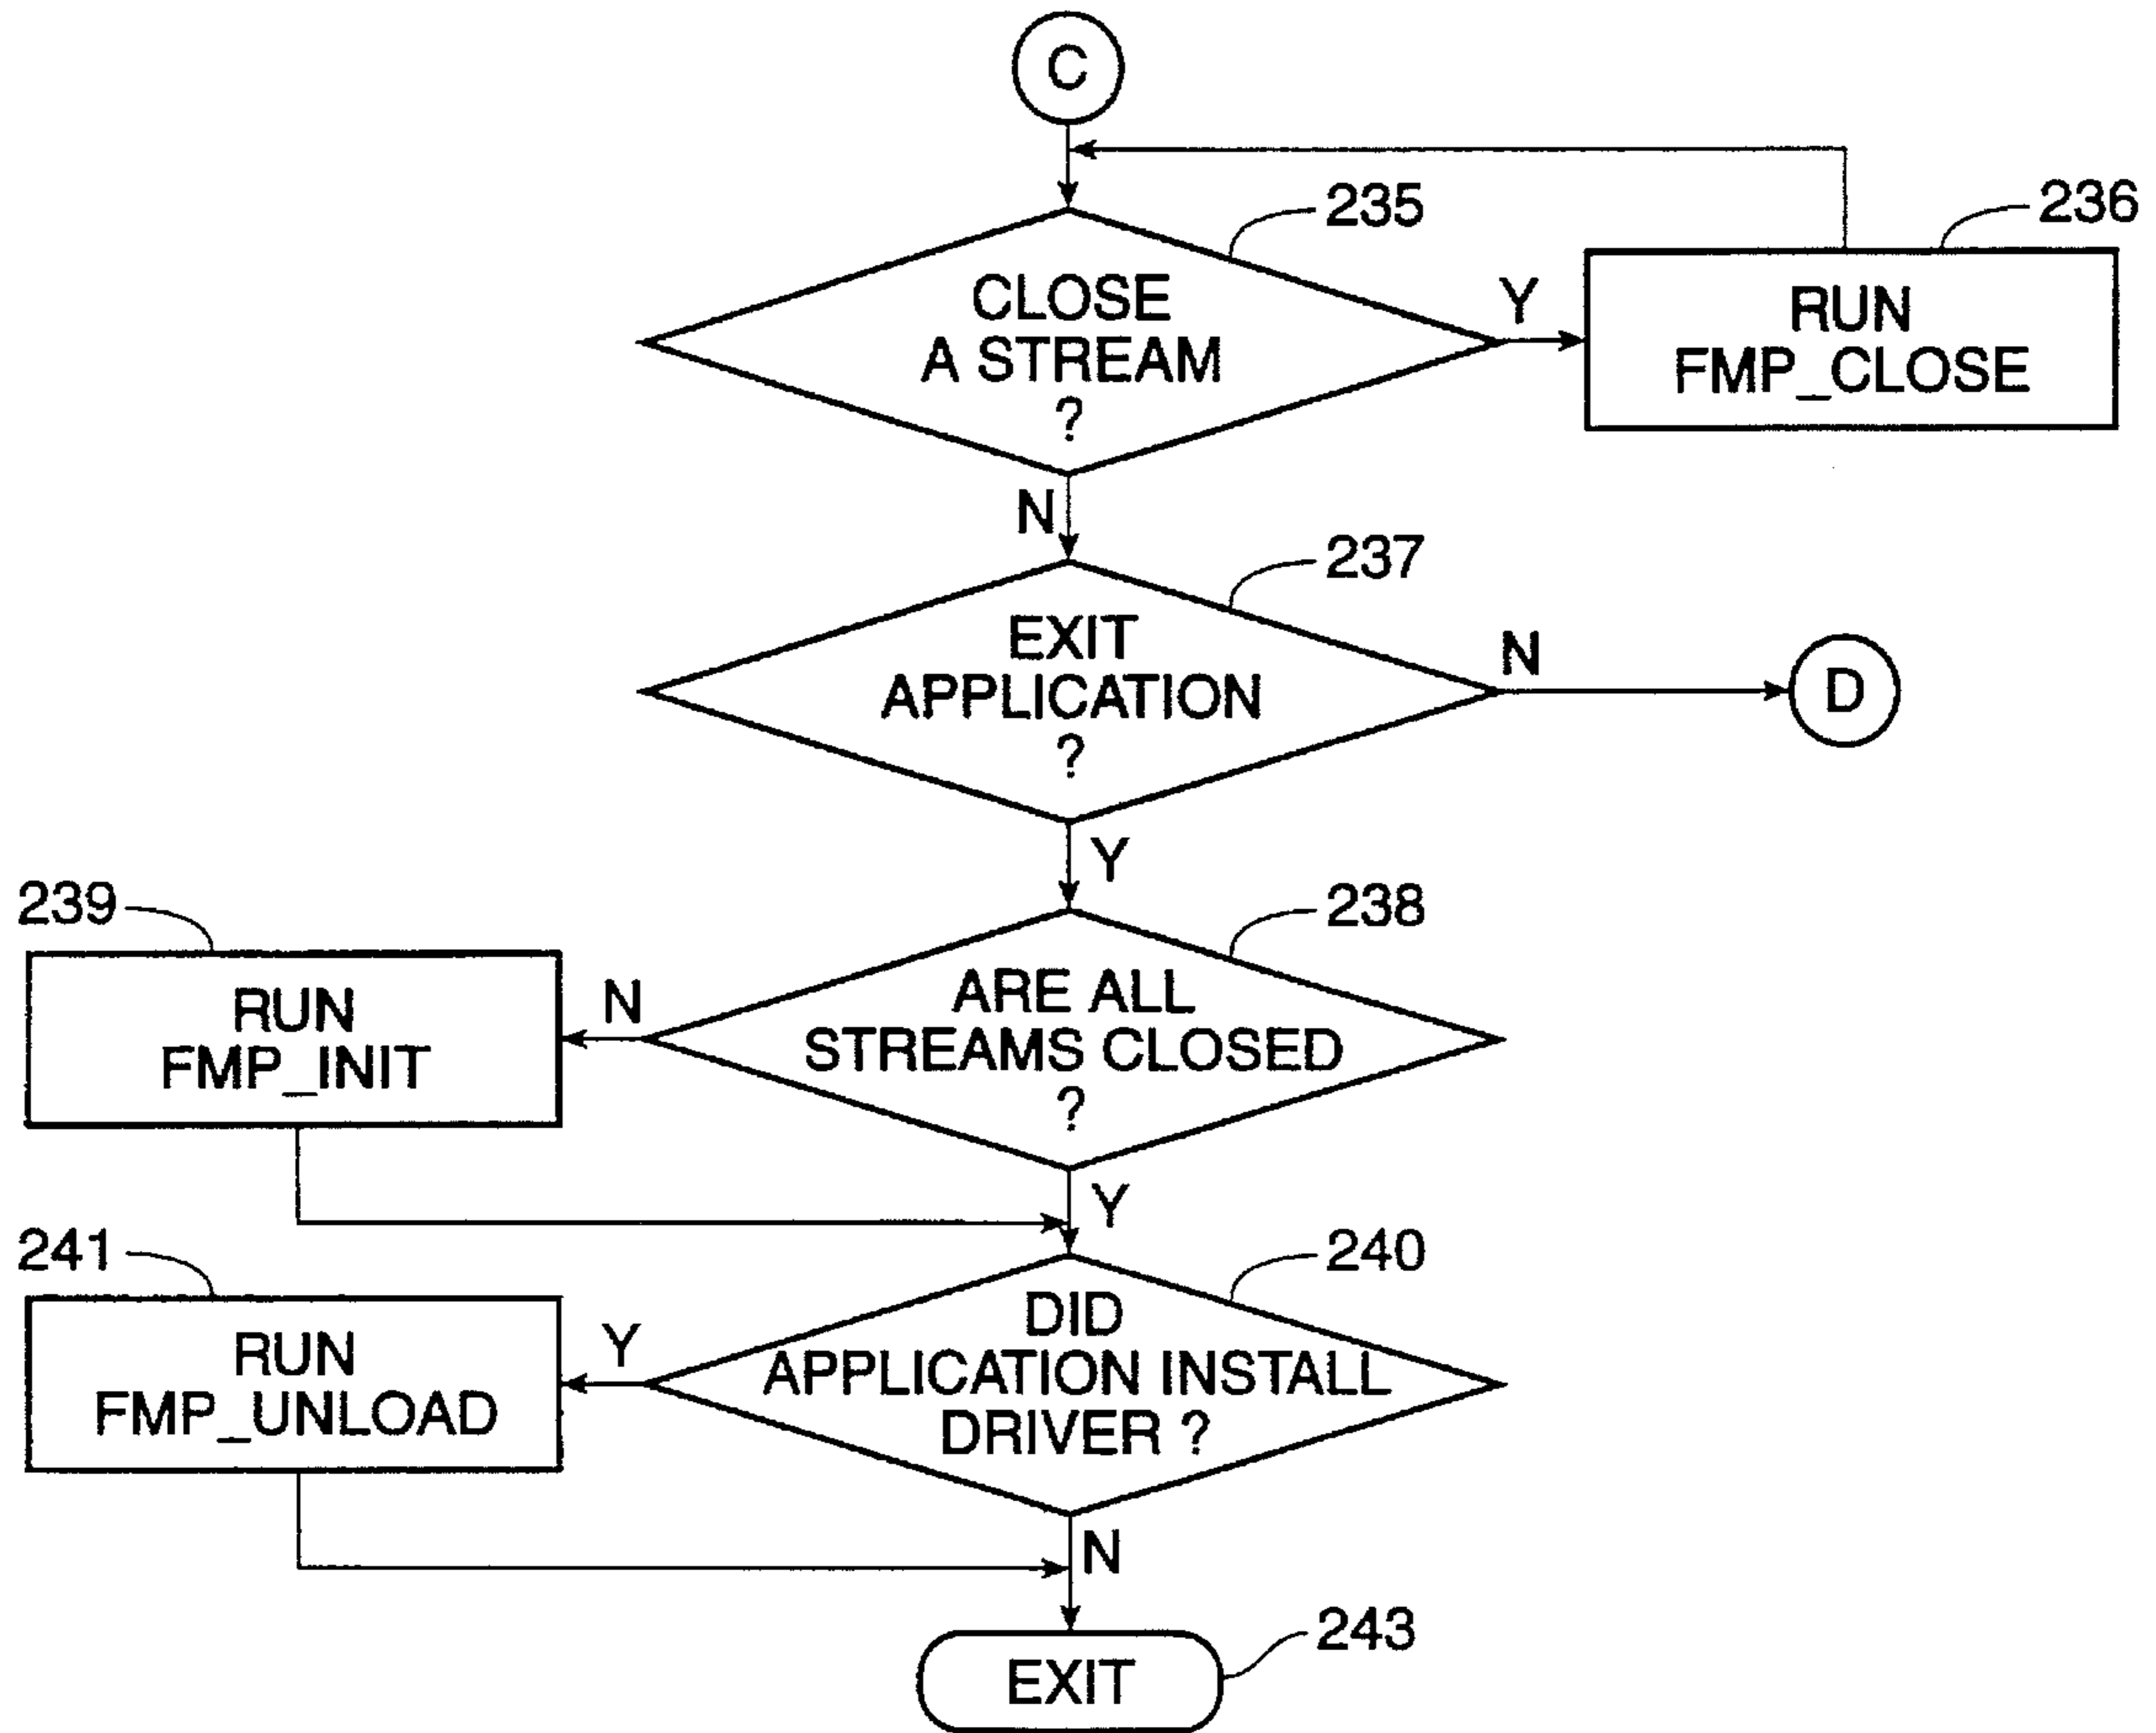 C
235
236
CLOSE
A STREAM
?
Y
RUN
FMP_CLOSE
N
237
EXIT
APPLICATION
?
N
D
Y
239
238
RUN
FMP_INIT
N
ARE ALL
STREAMS CLOSED
?
Y
241
240
RUN
FMP_UNLOAD
Y
DID
APPLICATION INSTALL
DRIVER ?
N
243
EXIT